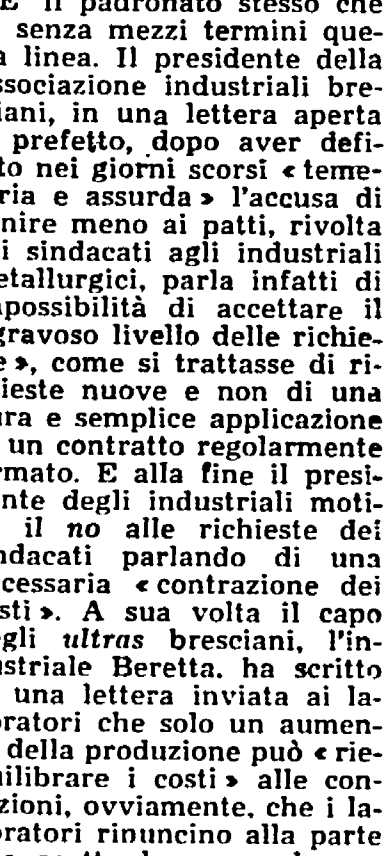 E il padronato stesso che
senza mezzi termini que-
a linea. Il presidente della
ssociazione industriali bre-
iani, in una lettera aperta
prefetto, dopo aver defi-
to nei giorni scorsi « teme-
ria e assurda » l'accusa di
nire meno ai patti, rivolta
i sindacati agli industriali
etallurgici, parla infatti di
mpossibilità di accettare il
gravoso livello delle richie-
e », come si trattasse di ri-
ieste nuove e non di una
ura e semplice applicazione
un contratto regolarmente
rmato. E alla fine il presi-
nte degli industriali moti-
il no alle richieste dei
ndacati parlando di una
cessaria « contrazione dei
sti ». A sua volta il capo
gli ultras bresciani, l'in-
ustriale Beretta. ha scritto
una lettera inviata ai la-
oratori che solo un aumen-
della produzione può « rie-
uilibrare i costi » alle con-
zioni, ovviamente, che i la-
oratori rinuncino alla parte